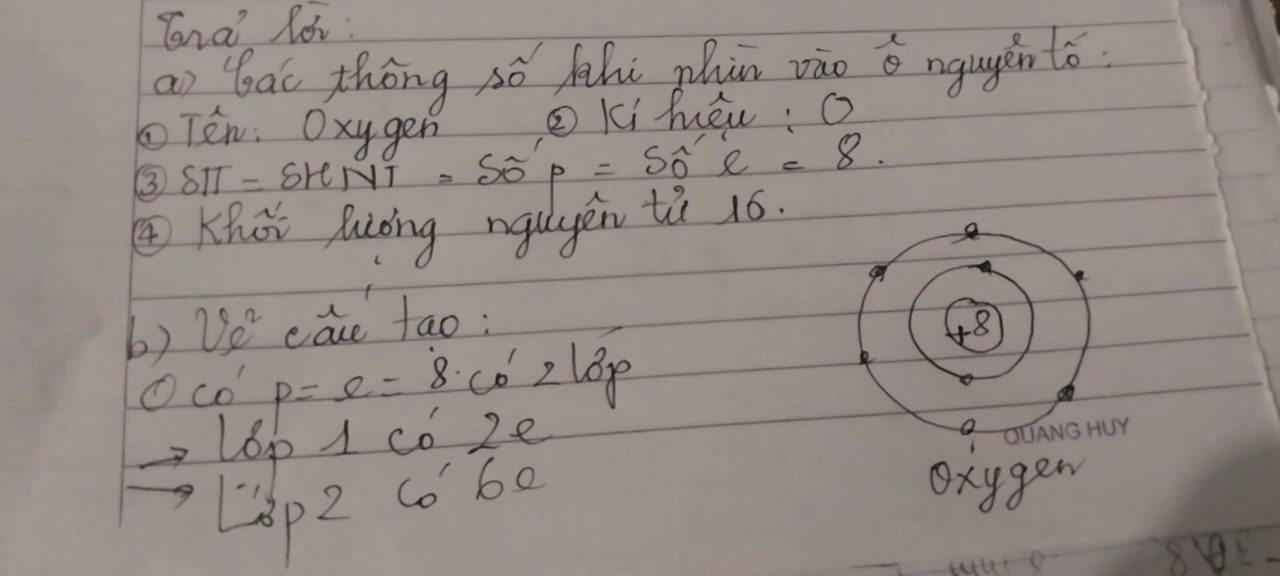 Trả lời:
a) Các thông số khi nhìn vào ô nguyên tố:
① Tên: Oxygen ② Kí hiệu: O
③ STT = SHNT = Số p = Số e = 8.
④ Khối lượng nguyên tử 16.
b) Vẽ cấu tạo:
① có p = e = 8. có 2 lớp
→ Lớp 1 có 2e
→ Lớp 2 có 6e
+8
QUANG HUY
Oxygen